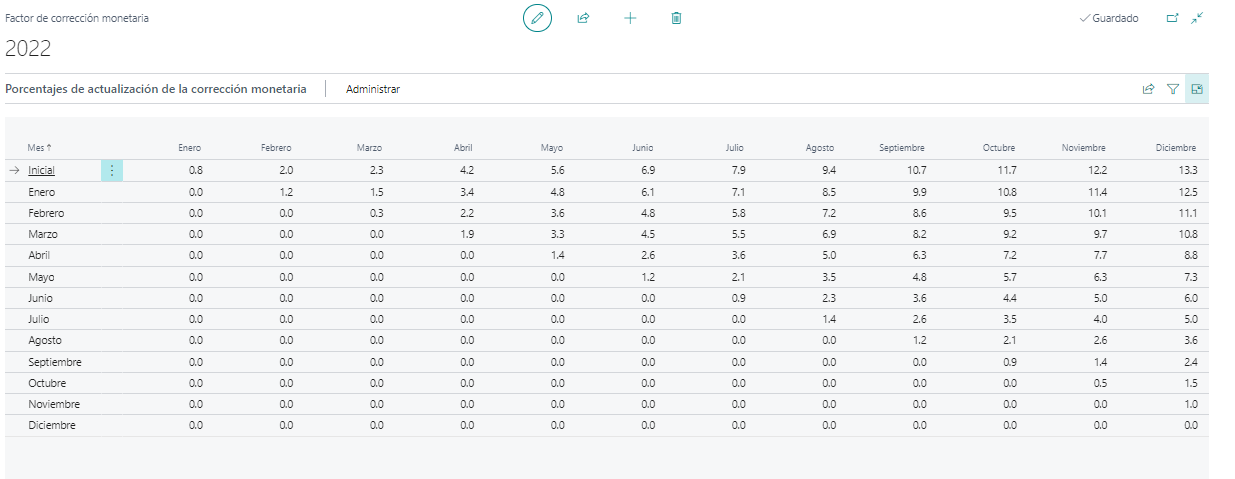 Factor de corrección monetaria
Guardado
2022
Porcentajes de actualización de la corrección monetaria Administrar
Mes ↑ Enero Febrero Marzo Abril Mayo Junio Julio Agosto Septiembre Octubre Noviembre Diciembre
Inicial 0.8 2.0 2.3 4.2 5.6 6.9 7.9 9.4 10.7 11.7 12.2 13.3
Enero 0.0 1.2 1.5 3.4 4.8 6.1 7.1 8.5 9.9 10.8 11.4 12.5
Febrero 0.0 0.0 0.3 2.2 3.6 4.8 5.8 7.2 8.6 9.5 10.1 11.1
Marzo 0.0 0.0 0.0 1.9 3.3 4.5 5.5 6.9 8.2 9.2 9.7 10.8
Abril 0.0 0.0 0.0 0.0 1.4 2.6 3.6 5.0 6.3 7.2 7.7 8.8
Mayo 0.0 0.0 0.0 0.0 0.0 1.2 2.1 3.5 4.8 5.7 6.3 7.3
Junio 0.0 0.0 0.0 0.0 0.0 0.0 0.9 2.3 3.6 4.4 5.0 6.0
Julio 0.0 0.0 0.0 0.0 0.0 0.0 0.0 1.4 2.6 3.5 4.0 5.0
Agosto 0.0 0.0 0.0 0.0 0.0 0.0 0.0 0.0 1.2 2.1 2.6 3.6
Septiembre 0.0 0.0 0.0 0.0 0.0 0.0 0.0 0.0 0.0 0.9 1.4 2.4
Octubre 0.0 0.0 0.0 0.0 0.0 0.0 0.0 0.0 0.0 0.0 0.5 1.5
Noviembre 0.0 0.0 0.0 0.0 0.0 0.0 0.0 0.0 0.0 0.0 0.0 1.0
Diciembre 0.0 0.0 0.0 0.0 0.0 0.0 0.0 0.0 0.0 0.0 0.0 0.0